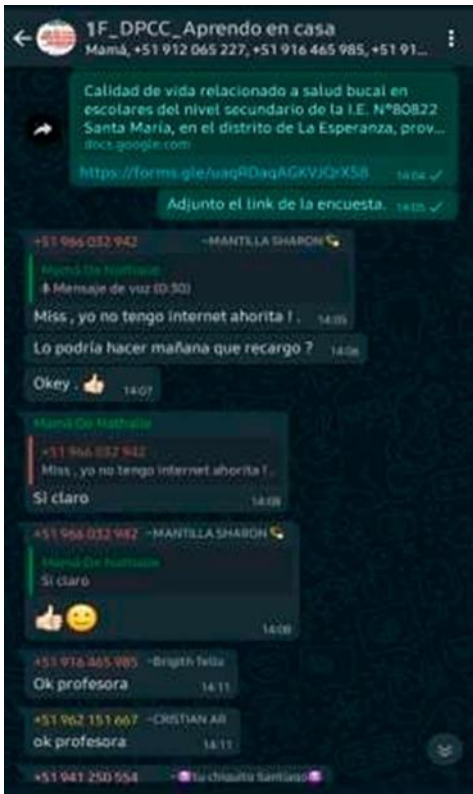 1F_DPCC_Aprendo en casa
Mamá, +51 912 065 227, +51 916 465 985, +51 91...
Calidad de vida relacionado a salud bucal en
escolares del nivel secundario de la I.E. N°80822
Santa María, en el distrito de La Esperanza, prov...
docs.google.com
14:04
Adjunto el link de la encuesta. 14:05
+51 966 032 942 ~MANTILLA SHARON
Mamá De Nathalie
Mensaje de voz (0:30)
Miss , yo no tengo internet ahorita ! . 14:05
Lo podría hacer mañana que recargo ? 14:06
Okey . 14:07
Mamá De Nathalie
+51 966 032 942
Miss , yo no tengo internet ahorita ! .
Si claro 14:08
+51 966 032 942 ~MANTILLA SHARON
Mamá De Nathalie
Si claro
14:08
+51 916 465 985 ~Brigith Tello
Ok profesora 14:11
+51 962 151 667 ~CRISTIAN AR
ok profesora 14:11
+51 941 250 554 ~tu chiquito Santiago